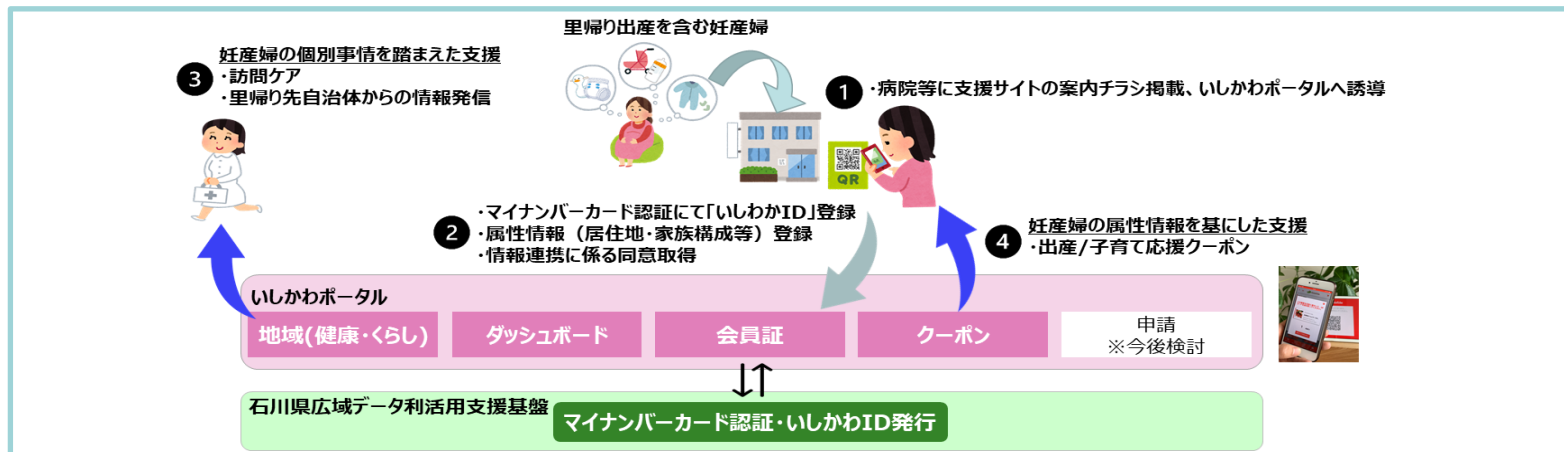 里帰り出産を含む妊産婦
❸
妊産婦の個別事情を踏まえた支援
・訪問ケア
・里帰り先自治体からの情報発信
❶
・病院等に支援サイトの案内チラシ掲載、いしかわポータルへ誘導
QR
❷
・マイナンバーカード認証にて「いしわかID」登録
・属性情報（居住地・家族構成等）登録
・情報連携に係る同意取得
❹
妊産婦の属性情報を基にした支援
・出産/子育て応援クーポン
いしかわポータル
地域(健康・くらし)
ダッシュボード
会員証
クーポン
申請
※今後検討
石川県広域データ利活用支援基盤
マイナンバーカード認証・いしかわID発行